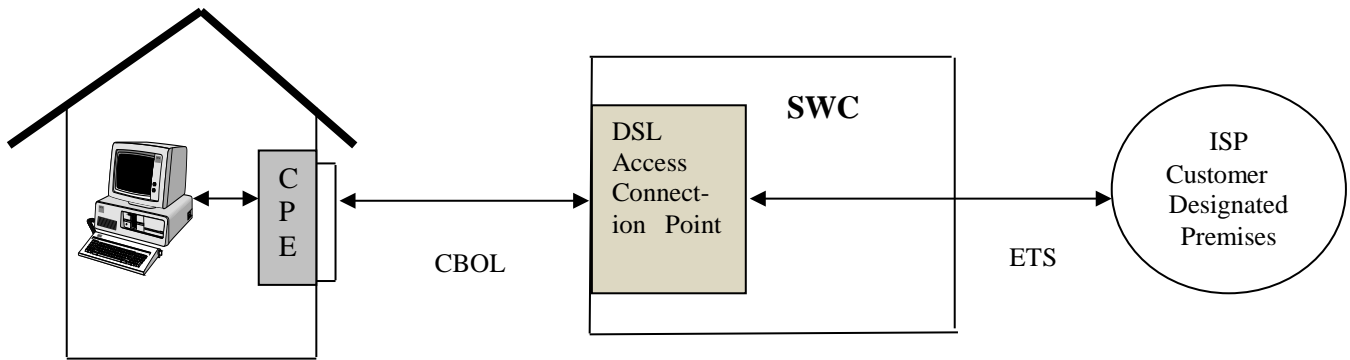 C
P
E
CBOL
DSL
Access
Connect-
ion Point
SWC
ETS
ISP
Customer
Designated
Premises